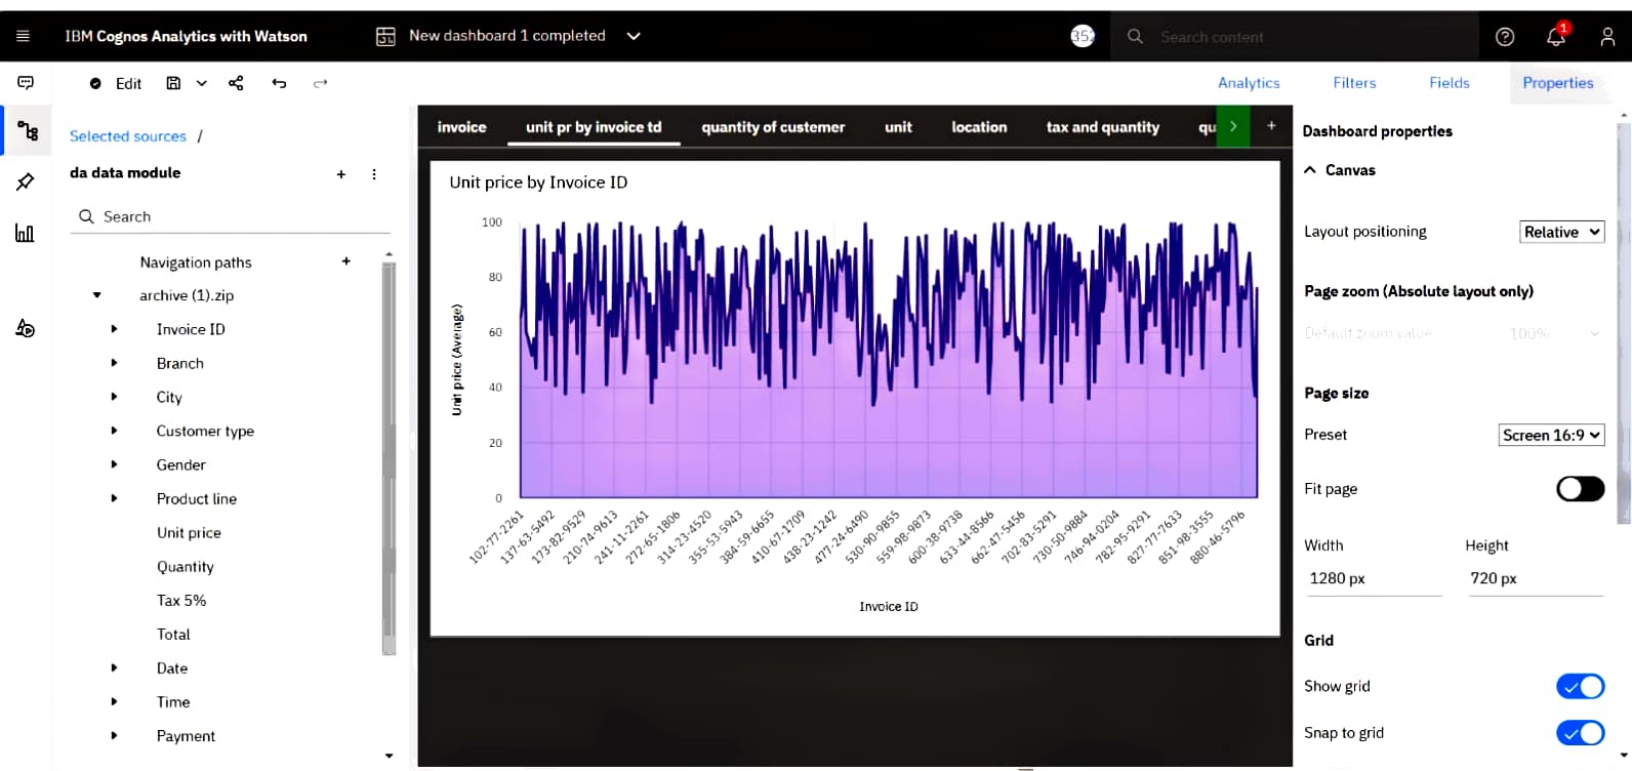 IBM Cognos Analytics with Watson
New dashboard 1 completed
352
Search content
1
Edit
Analytics
Filters
Fields
Properties
Selected sources /
da data module
Search
Navigation paths
archive (1).zip
Invoice ID
Branch
City
Customer type
Gender
Product line
Unit price
Quantity
Tax 5%
Total
Date
Time
Payment
invoice
unit pr by invoice td
quantity of custemer
unit
location
tax and quantity
qu
Unit price by Invoice ID
Unit price (Average)
100
80
60
40
20
0
102-77-2261
137-63-5492
173-82-9529
210-74-9613
241-11-2261
272-65-1806
314-23-4520
355-53-5943
384-59-6655
410-67-1709
438-23-1242
477-24-6490
530-90-9855
559-98-9873
600-38-9738
633-44-8566
662-47-5456
702-83-5291
730-50-9884
746-94-0204
782-95-9291
827-77-7633
851-98-3555
880-46-5796
Invoice ID
Dashboard properties
Canvas
Layout positioning
Relative
Page zoom (Absolute layout only)
Default zoom value
100%
Page size
Preset
Screen 16:9
Fit page
Width
Height
1280 px
720 px
Grid
Show grid
Snap to grid